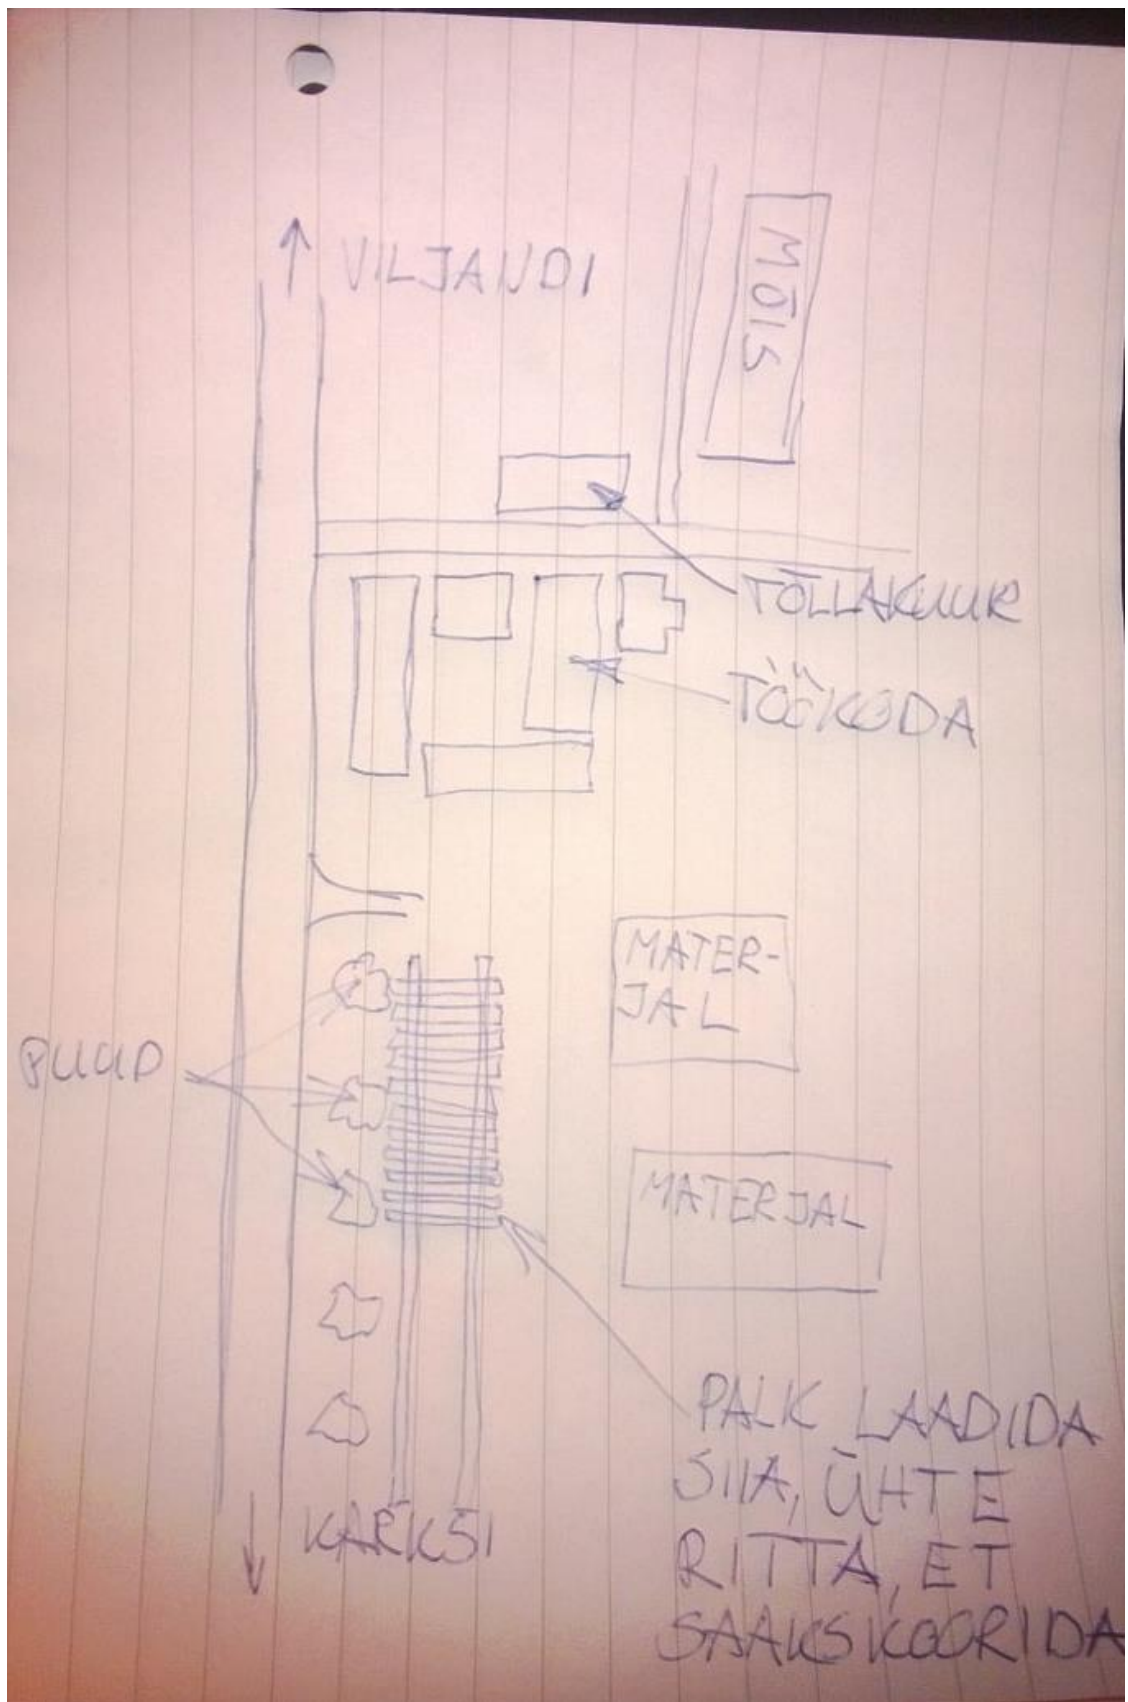 VILJANDI
MÕIS
TÕLLAKUUR
TÖÖKODA
MATER-
JAL
PUUD
MATERJAL
PALK LAADIDA
SIIA, ÜHTE
RITTA, ET
SAAKS KOORIDA
KARKSI